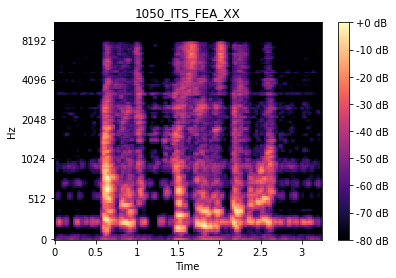 1050_ITS_FEA_XX
+0 dB
8192
-10 dB
4096
-20 dB
-30 dB
2048
Hz
-40 dB
1024
-50 dB
512
-60 dB
-70 dB
0
-80 dB
0 0.5 1 1.5 2 2.5 3
Time